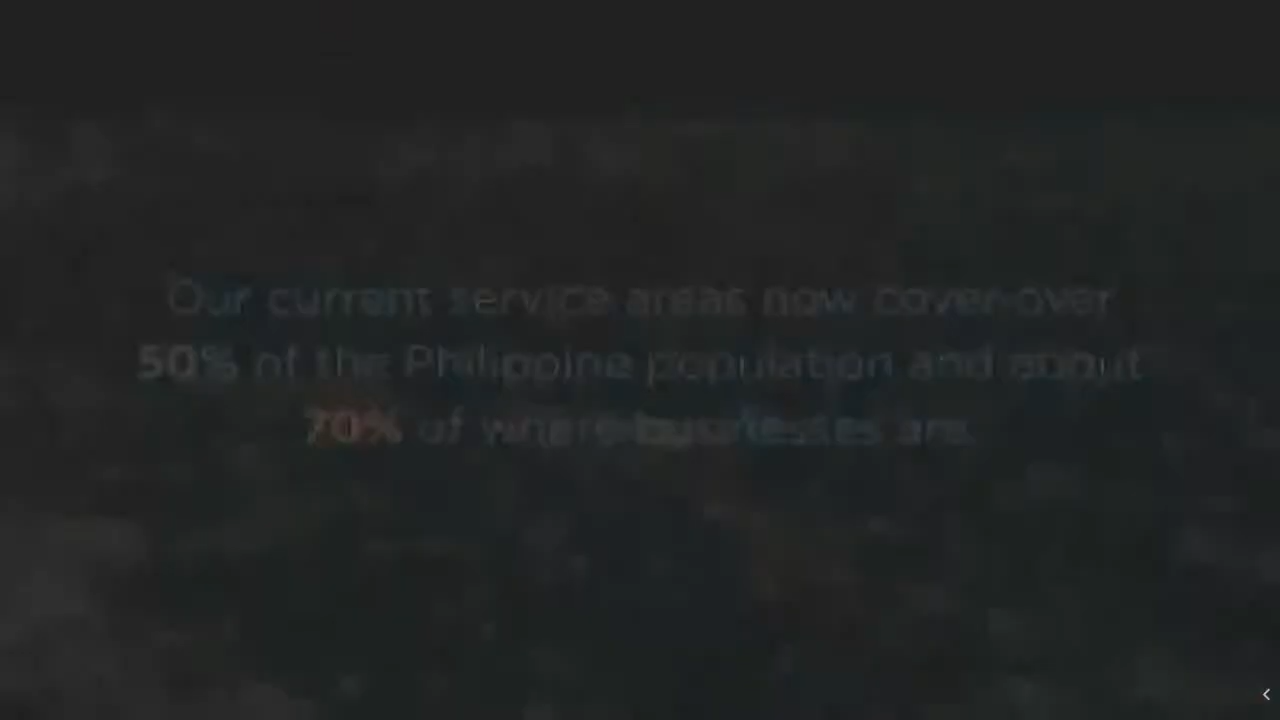 Our current service areas now cover over
50% of the Philippine population and about
70% of where businesses are.